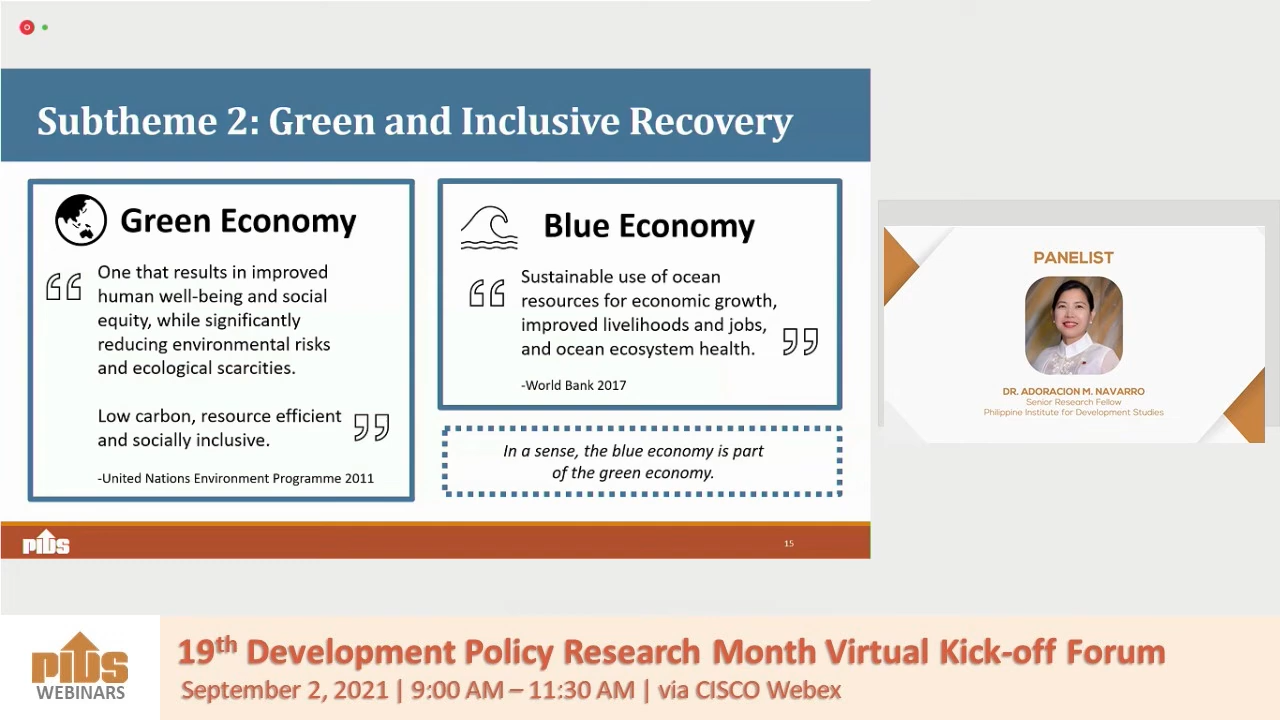 Subtheme 2: Green and Inclusive Recovery
Green Economy
“ One that results in improved
human well-being and social
equity, while significantly
reducing environmental risks
and ecological scarcities.
Low carbon, resource efficient
and socially inclusive. ”
-United Nations Environment Programme 2011
Blue Economy
“ Sustainable use of ocean
resources for economic growth,
improved livelihoods and jobs,
and ocean ecosystem health. ”
-World Bank 2017
In a sense, the blue economy is part
of the green economy.
PIDS
15
PANELIST
DR. ADORACION M. NAVARRO
Senior Research Fellow
Philippine Institute for Development Studies
PIDS
WEBINARS
19th Development Policy Research Month Virtual Kick-off Forum
September 2, 2021 | 9:00 AM – 11:30 AM | via CISCO Webex